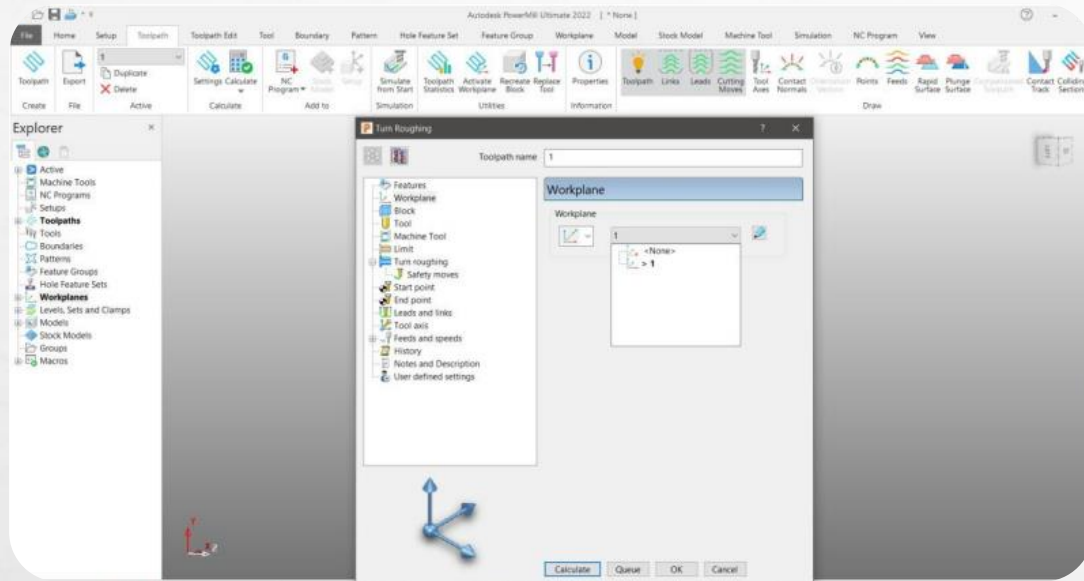 Autodesk PowerMill Ultimate 2022 [ * None ]
File Home Setup Toolpath Toolpath Edit Tool Boundary Pattern Hole Feature Set Feature Group Workplane Model Stock Model Machine Tool Simulation NC Program View
1
Duplicate
Delete
Toolpath
Export
Settings Calculate
NC Program
Simulate from Start
Toolpath Statistics
Activate Workplane
Recreate Block
Replace Tool
Properties
Toolpath
Links
Leads
Cutting Moves
Tool Axes
Contact Normals
Points
Feeds
Rapid Surface
Plunge Surface
Contact Track
Create File Active Calculate Add to Simulation Utilities Information Draw
Explorer
Active
Machine Tools
NC Programs
Setups
Toolpaths
Tools
Boundaries
Patterns
Feature Groups
Hole Feature Sets
Workplanes
Levels, Sets and Clamps
Models
Stock Models
Groups
Macros
Turn Roughing ? ×
Toolpath name 1
Features
Workplane
Block
Tool
Machine Tool
Limit
Turn roughing
Safety moves
Start point
End point
Leads and links
Tool axis
Feeds and speeds
History
Notes and Description
User defined settings
Workplane
Workplane
1
<None>
> 1
Calculate Queue OK Cancel